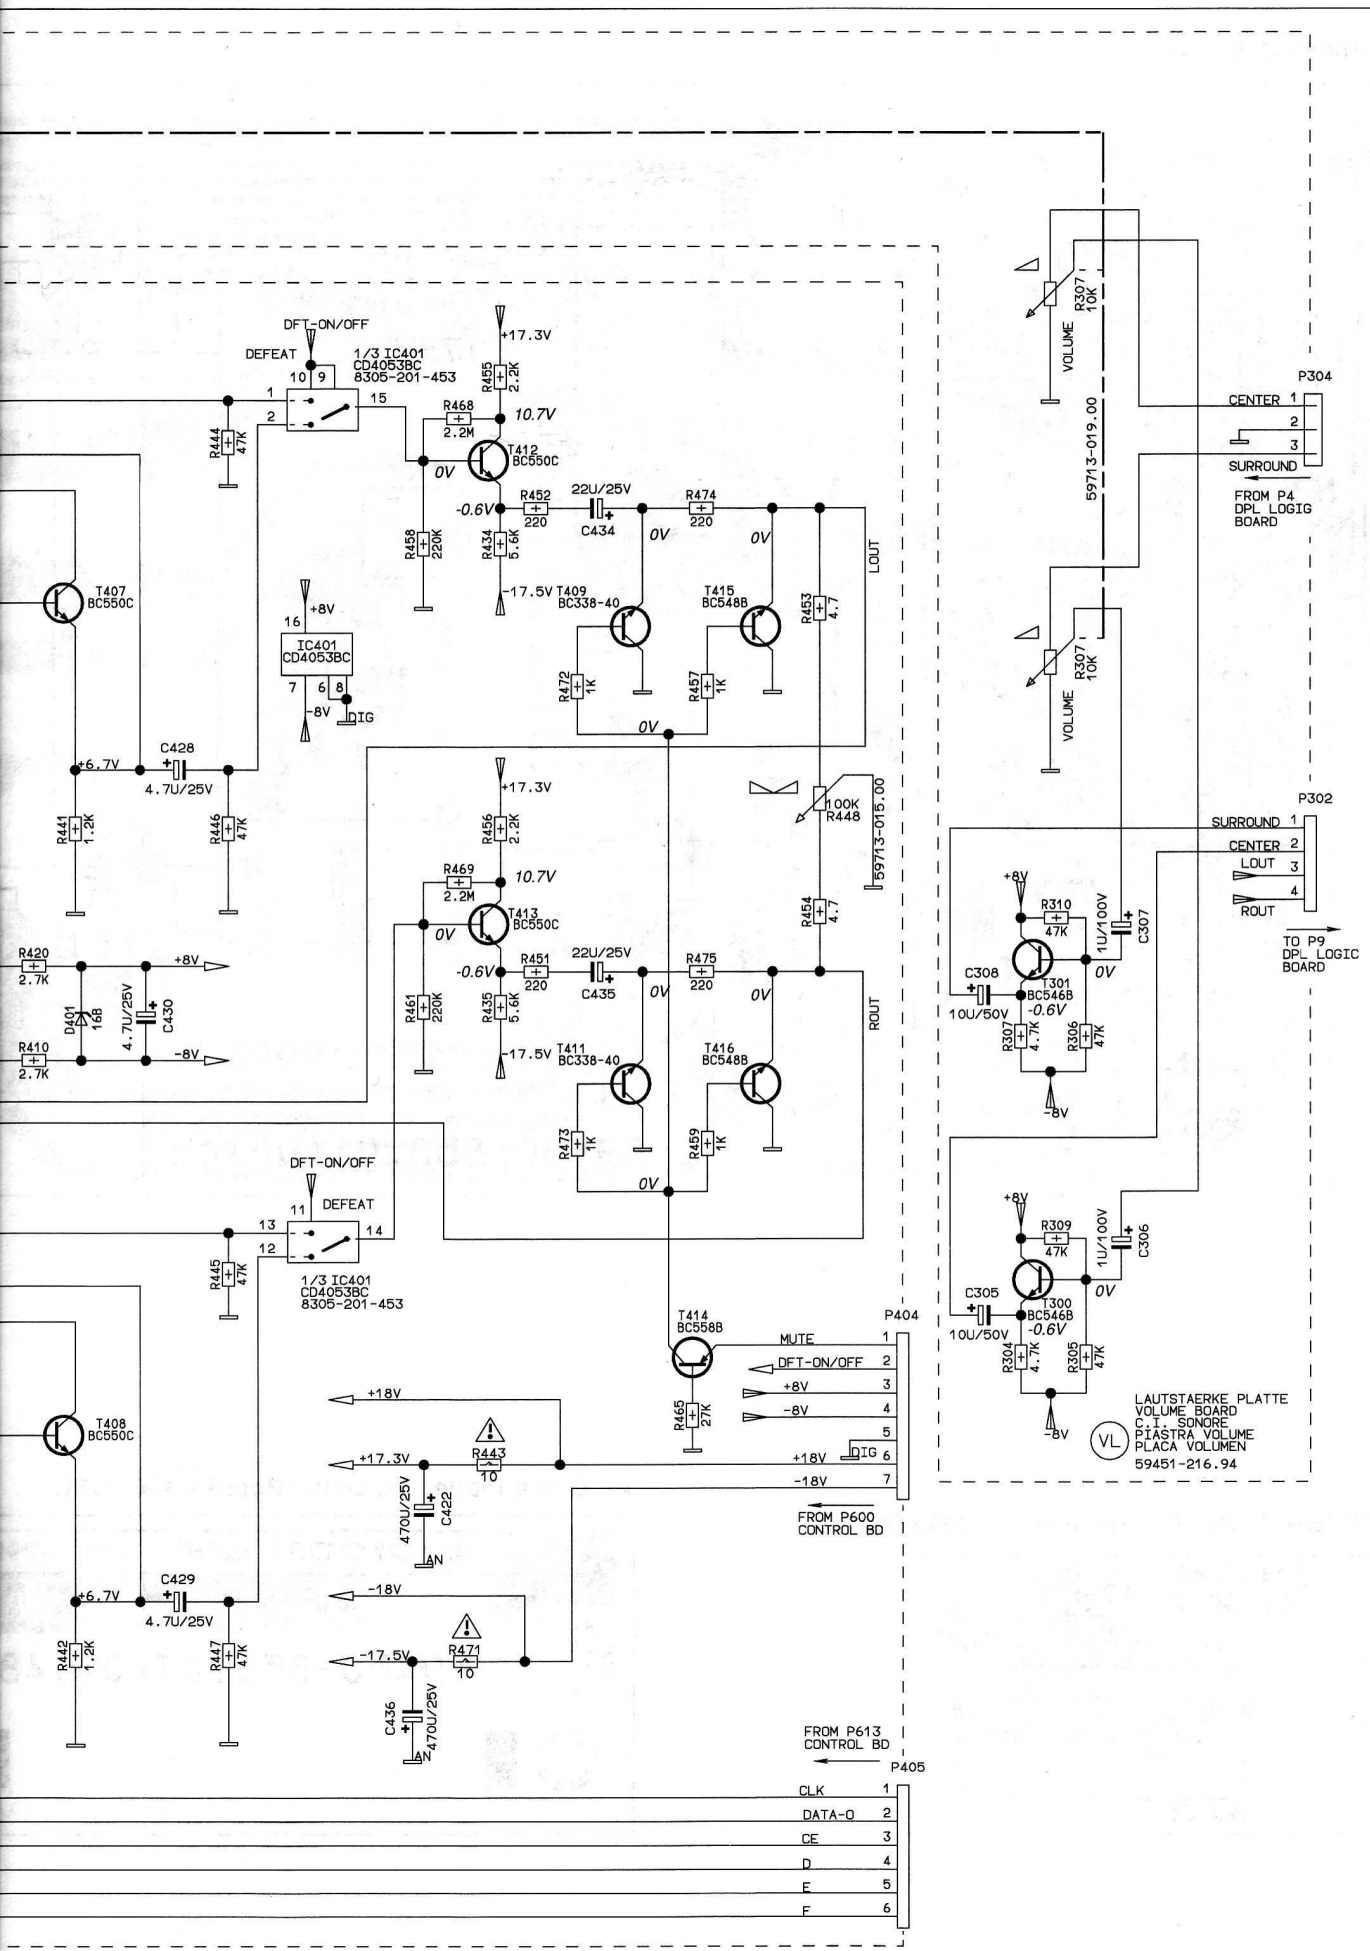 DFT-ON/OFF
DEFEAT
10 9
1/3 IC401
CD4053BC
8305-201-453
1
2
15
R444
47K
+17.3V
R455
2.2K
R468
2.2M
10.7V
T412
BC550C
0V
-0.6V
R452
220
22U/25V
C434
R474
220
0V
0V
R458
220K
R434
5.6K
-17.5V
T409
BC338-40
T415
BC548B
R453
4.7
LOUT
R472
1K
R457
1K
0V
T407
BC550C
+8V
16
IC401
CD4053BC
7 6 8
-8V
DIG
+6.7V
C428
4.7U/25V
R441
1.2K
R446
47K
+17.3V
R456
2.2K
R469
2.2M
10.7V
T413
BC550C
0V
-0.6V
R451
220
22U/25V
C435
R475
220
0V
0V
R461
220K
R435
5.6K
-17.5V
T411
BC338-40
T416
BC548B
100K
R448
59713-015.00
R454
4.7
ROUT
R473
1K
R459
1K
0V
R420
2.7K
+8V
D401
16B
4.7U/25V
C430
R410
2.7K
-8V
DFT-ON/OFF
11
DEFEAT
13
12
14
R445
47K
1/3 IC401
CD4053BC
8305-201-453
T414
BC558B
R465
27K
P404
MUTE 1
DFT-ON/OFF 2
+8V 3
-8V 4
5
DIG
+18V 6
-18V 7
FROM P600
CONTROL BD
T408
BC550C
+18V
+17.3V
R443
10
470U/25V
C422
AN
-18V
-17.5V
R471
10
C436
470U/25V
AN
+6.7V
C429
4.7U/25V
R442
1.2K
R447
47K
FROM P613
CONTROL BD
P405
CLK 1
DATA-O 2
CE 3
D 4
E 5
F 6
R307
10K
VOLUME
59713-019.00
R307
10K
VOLUME
P304
CENTER 1
2
3
SURROUND
FROM P4
DPL LOGIG
BOARD
P302
SURROUND 1
CENTER 2
LOUT
3
4
ROUT
TO P9
DPL LOGIC
BOARD
+8V
R310
47K
1U/100V
C307
C308
10U/50V
T301
BC546B
-0.6V
0V
R307
4.7K
R306
47K
-8V
+8V
R309
47K
1U/100V
C306
C305
10U/50V
T300
BC546B
-0.6V
0V
R304
4.7K
R305
47K
-8V
VL
LAUTSTAERKE PLATTE
VOLUME BOARD
C.I. SONORE
PIASTRA VOLUME
PLACA VOLUMEN
59451-216.94